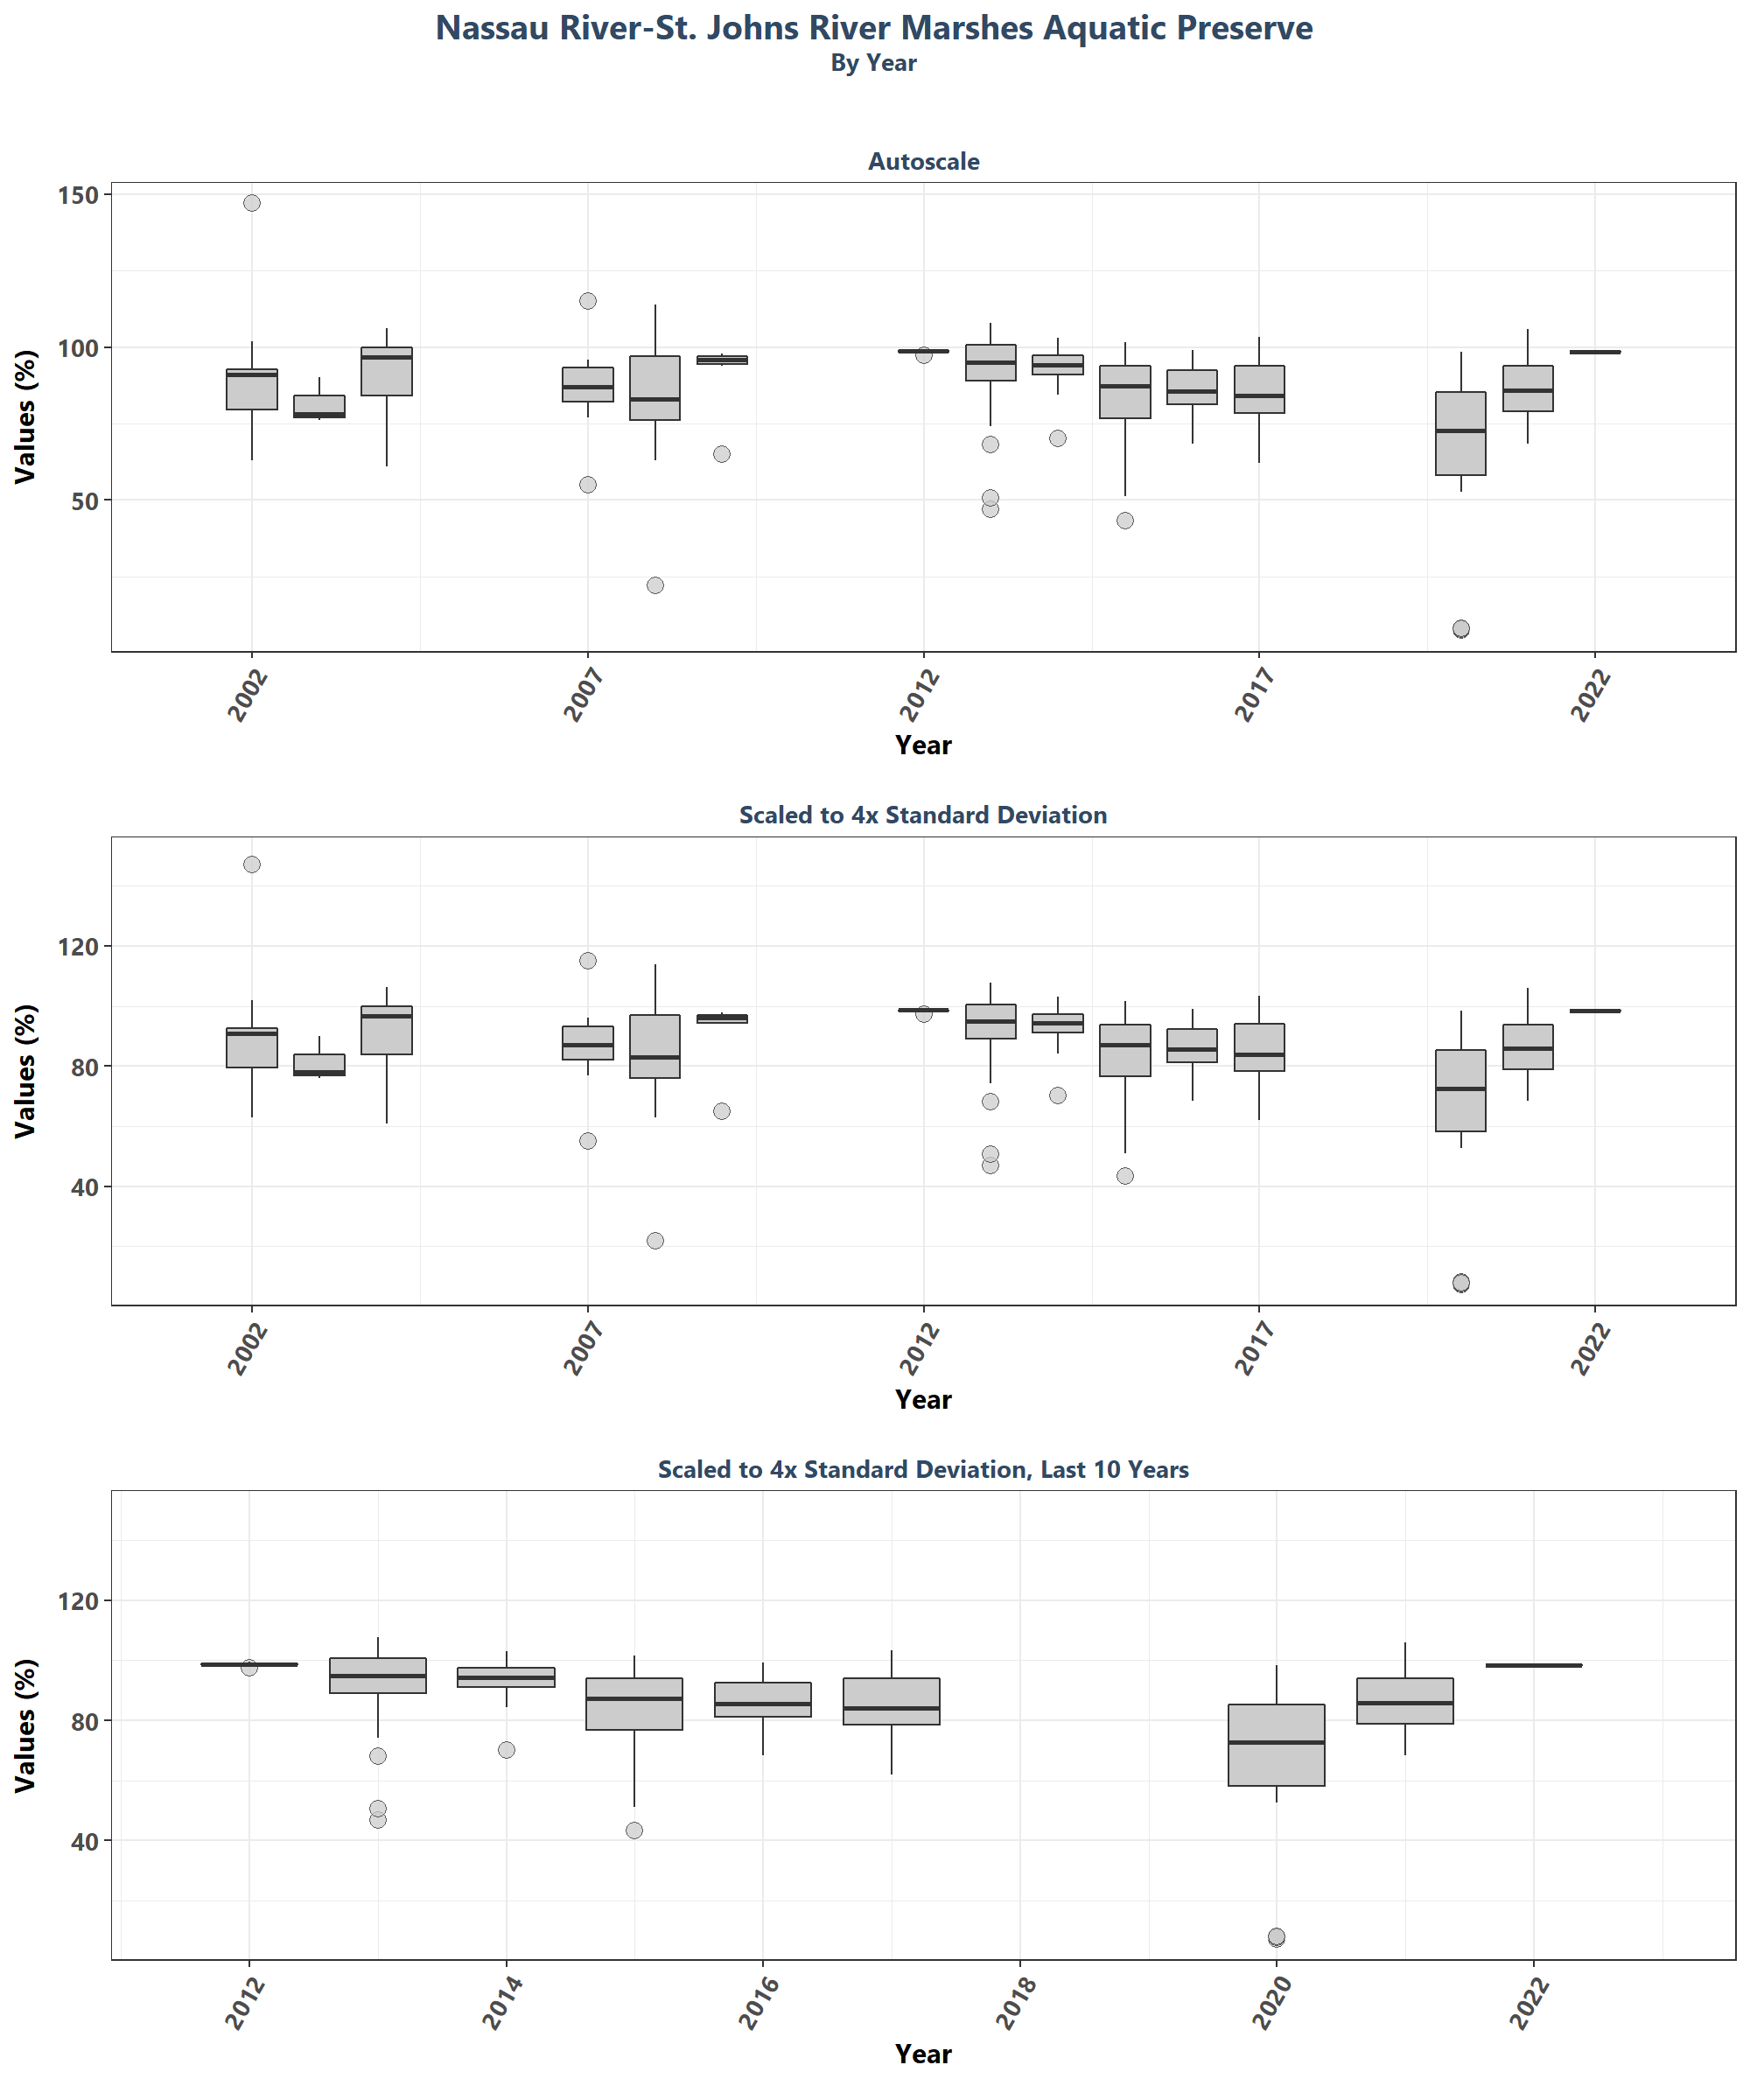 Nassau River-St. Johns River Marshes Aquatic Preserve
By Year
Autoscale
150
100
50
Values (%)
2002
2007
2012
2017
2022
Year
Scaled to 4x Standard Deviation
120
80
40
Values (%)
2002
2007
2012
2017
2022
Year
Scaled to 4x Standard Deviation, Last 10 Years
120
80
40
Values (%)
2012
2014
2016
2018
2020
2022
Year